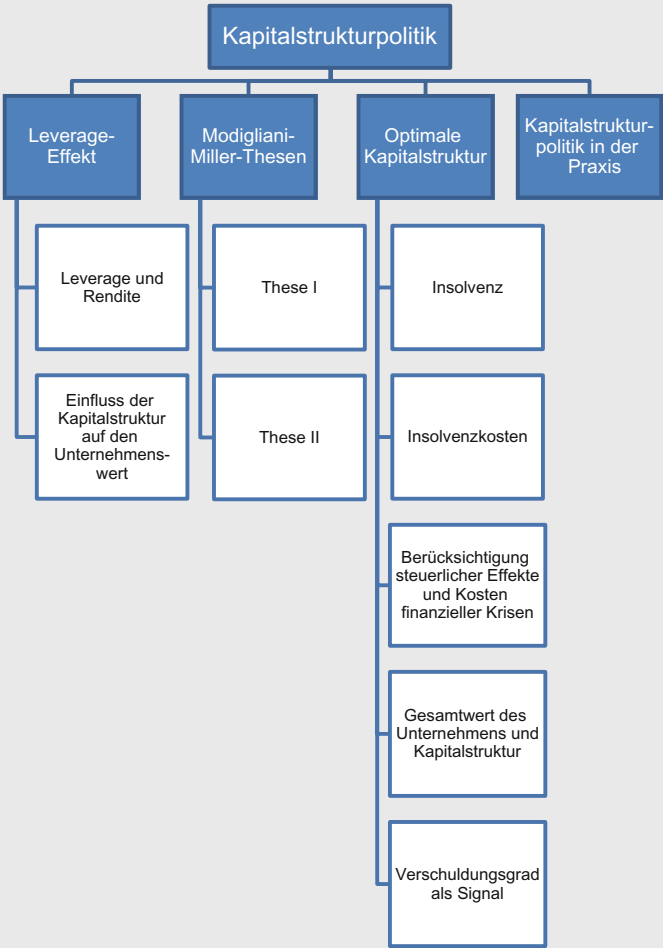 Kapitalstrukturpolitik
Leverage-
Effekt
Leverage und
Rendite
Einfluss der
Kapitalstruktur
auf den
Unternehmens-
wert
Modigliani-
Miller-Thesen
These I
These II
Optimale
Kapitalstruktur
Insolvenz
Insolvenzkosten
Berücksichtigung
steuerlicher Effekte
und Kosten
finanzieller Krisen
Gesamtwert des
Unternehmens und
Kapitalstruktur
Verschuldungsgrad
als Signal
Kapitalstruktur-
politik in der
Praxis